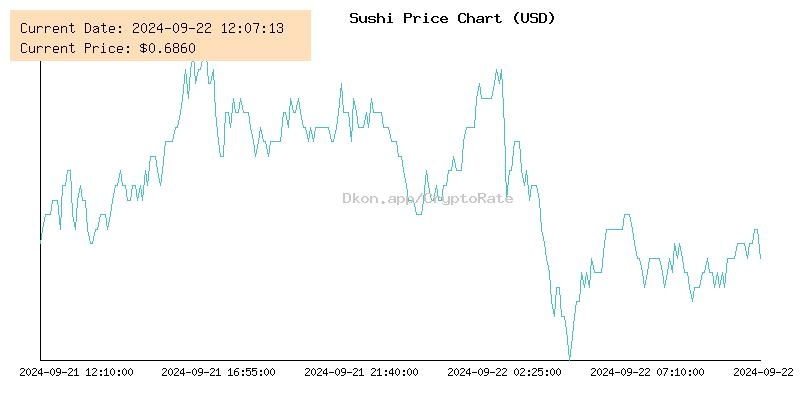 Sushi Price Chart (USD)
Current Date: 2024-09-22 12:07:13
Current Price: $0.6860
Dkon.app/CryptoRate
2024-09-21 12:10:00 2024-09-21 16:55:00 2024-09-21 21:40:00 2024-09-22 02:25:00 2024-09-22 07:10:00 2024-09-22